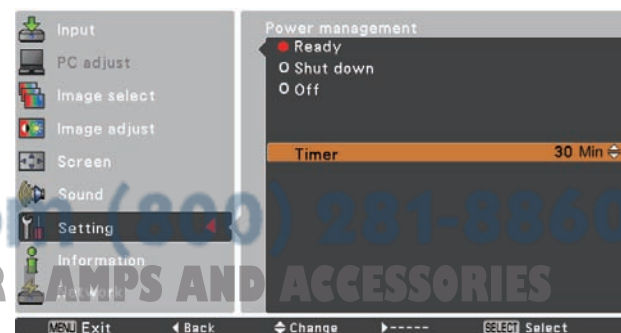 Input
PC adjust
Image select
Image adjust
Screen
Sound
Setting
Information
Network
Power management
Ready
Shut down
Off
Timer 30 Min
om (800) 281-8860
R LAMPS AND ACCESSORIES
MENU Exit Back Change ----- SELECT Select